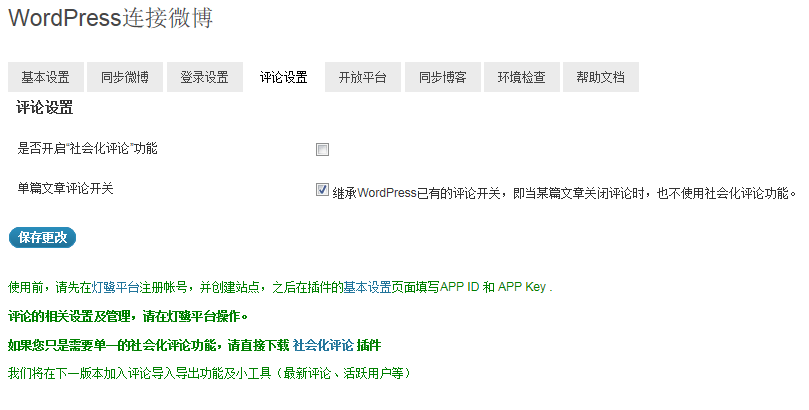 WordPress连接微博
基本设置 同步微博 登录设置 评论设置 开放平台 同步博客 环境检查 帮助文档
评论设置
是否开启“社会化评论”功能
单篇文章评论开关 继承WordPress已有的评论开关，即当某篇文章关闭评论时，也不使用社会化评论功能。
保存更改
使用前，请先在灯鹭平台注册帐号，并创建站点，之后在插件的基本设置页面填写APP ID 和 APP Key .
评论的相关设置及管理，请在灯鹭平台操作。
如果您只是需要单一的社会化评论功能，请直接下载 社会化评论 插件
我们将在下一版本加入评论导入导出功能及小工具（最新评论、活跃用户等）